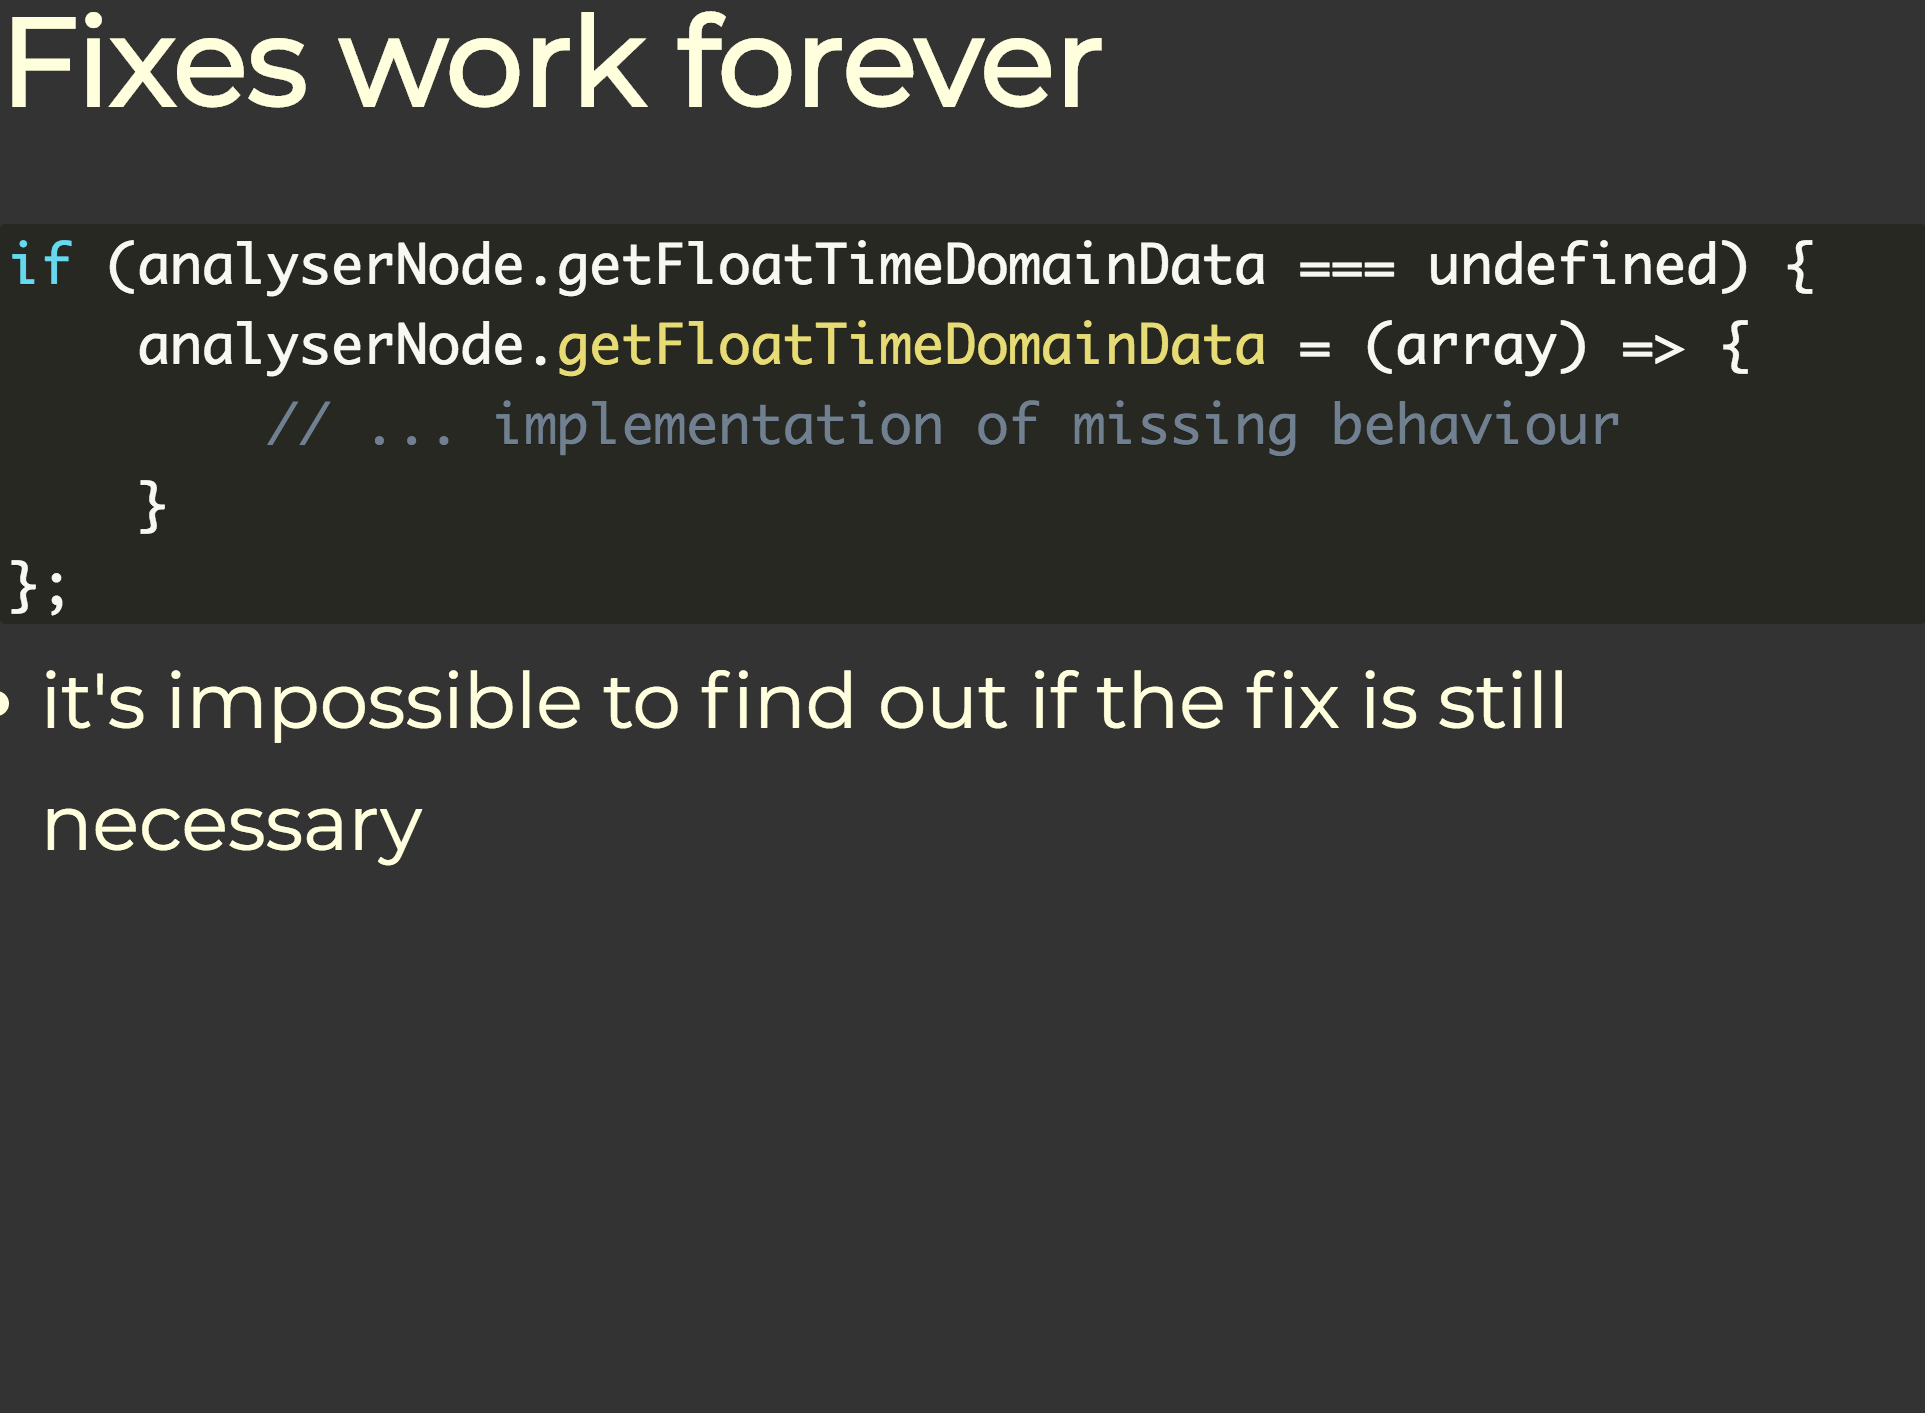 Fixes work forever
if (analyserNode.getFloatTimeDomainData === undefined) {
    analyserNode.getFloatTimeDomainData = (array) => {
        // ... implementation of missing behaviour
    }
};
• it's impossible to find out if the fix is still
necessary